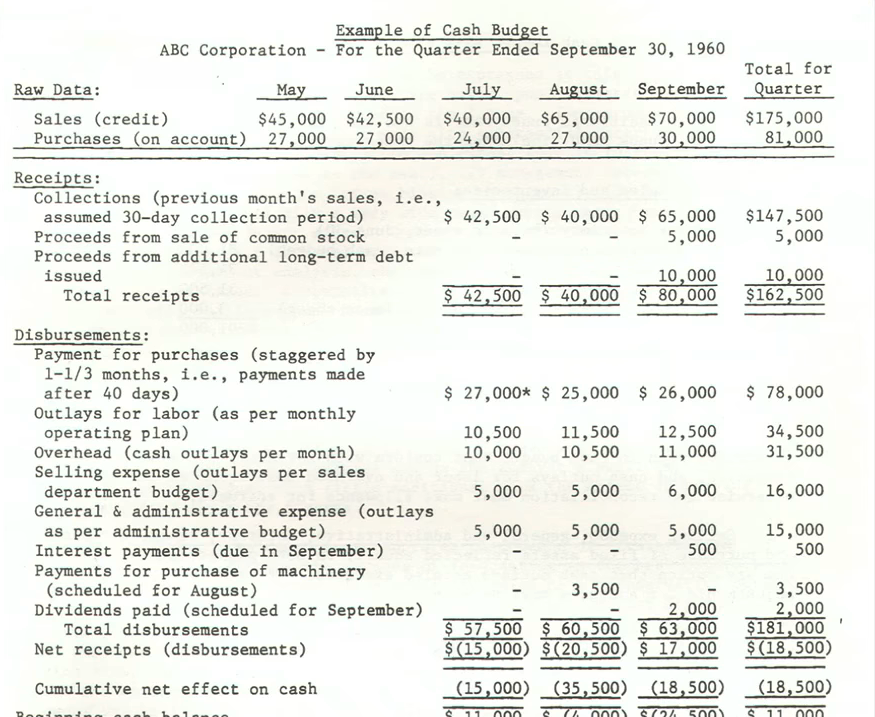 Example of Cash Budget
ABC Corporation - For the Quarter Ended September 30, 1960
Total for
Raw Data: May June July August September Quarter
Sales (credit) $45,000 $42,500 $40,000 $65,000 $70,000 $175,000
Purchases (on account) 27,000 27,000 24,000 27,000 30,000 81,000
Receipts:
Collections (previous month's sales, i.e.,
assumed 30-day collection period) $ 42,500 $ 40,000 $ 65,000 $147,500
Proceeds from sale of common stock - - 5,000 5,000
Proceeds from additional long-term debt
issued - - 10,000 10,000
Total receipts $ 42,500 $ 40,000 $ 80,000 $162,500
Disbursements:
Payment for purchases (staggered by
1-1/3 months, i.e., payments made
after 40 days) $ 27,000* $ 25,000 $ 26,000 $ 78,000
Outlays for labor (as per monthly
operating plan) 10,500 11,500 12,500 34,500
Overhead (cash outlays per month) 10,000 10,500 11,000 31,500
Selling expense (outlays per sales
department budget) 5,000 5,000 6,000 16,000
General & administrative expense (outlays
as per administrative budget) 5,000 5,000 5,000 15,000
Interest payments (due in September) - - 500 500
Payments for purchase of machinery
(scheduled for August) - 3,500 - 3,500
Dividends paid (scheduled for September) - - 2,000 2,000
Total disbursements $ 57,500 $ 60,500 $ 63,000 $181,000
Net receipts (disbursements) $(15,000) $(20,500) $ 17,000 $(18,500)
Cumulative net effect on cash (15,000) (35,500) (18,500) (18,500)
Beginning cash balance $ 11,000 $ (4,000) $(24,500) $ 11,000